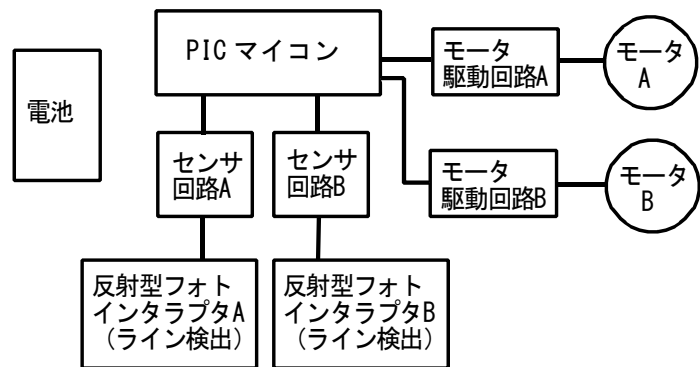 PICマイコン
電池
モータ
駆動回路A
モータ
A
センサ
回路A
センサ
回路B
モータ
駆動回路B
モータ
B
反射型フォト
インタラプタA
（ライン検出）
反射型フォト
インタラプタB
（ライン検出）